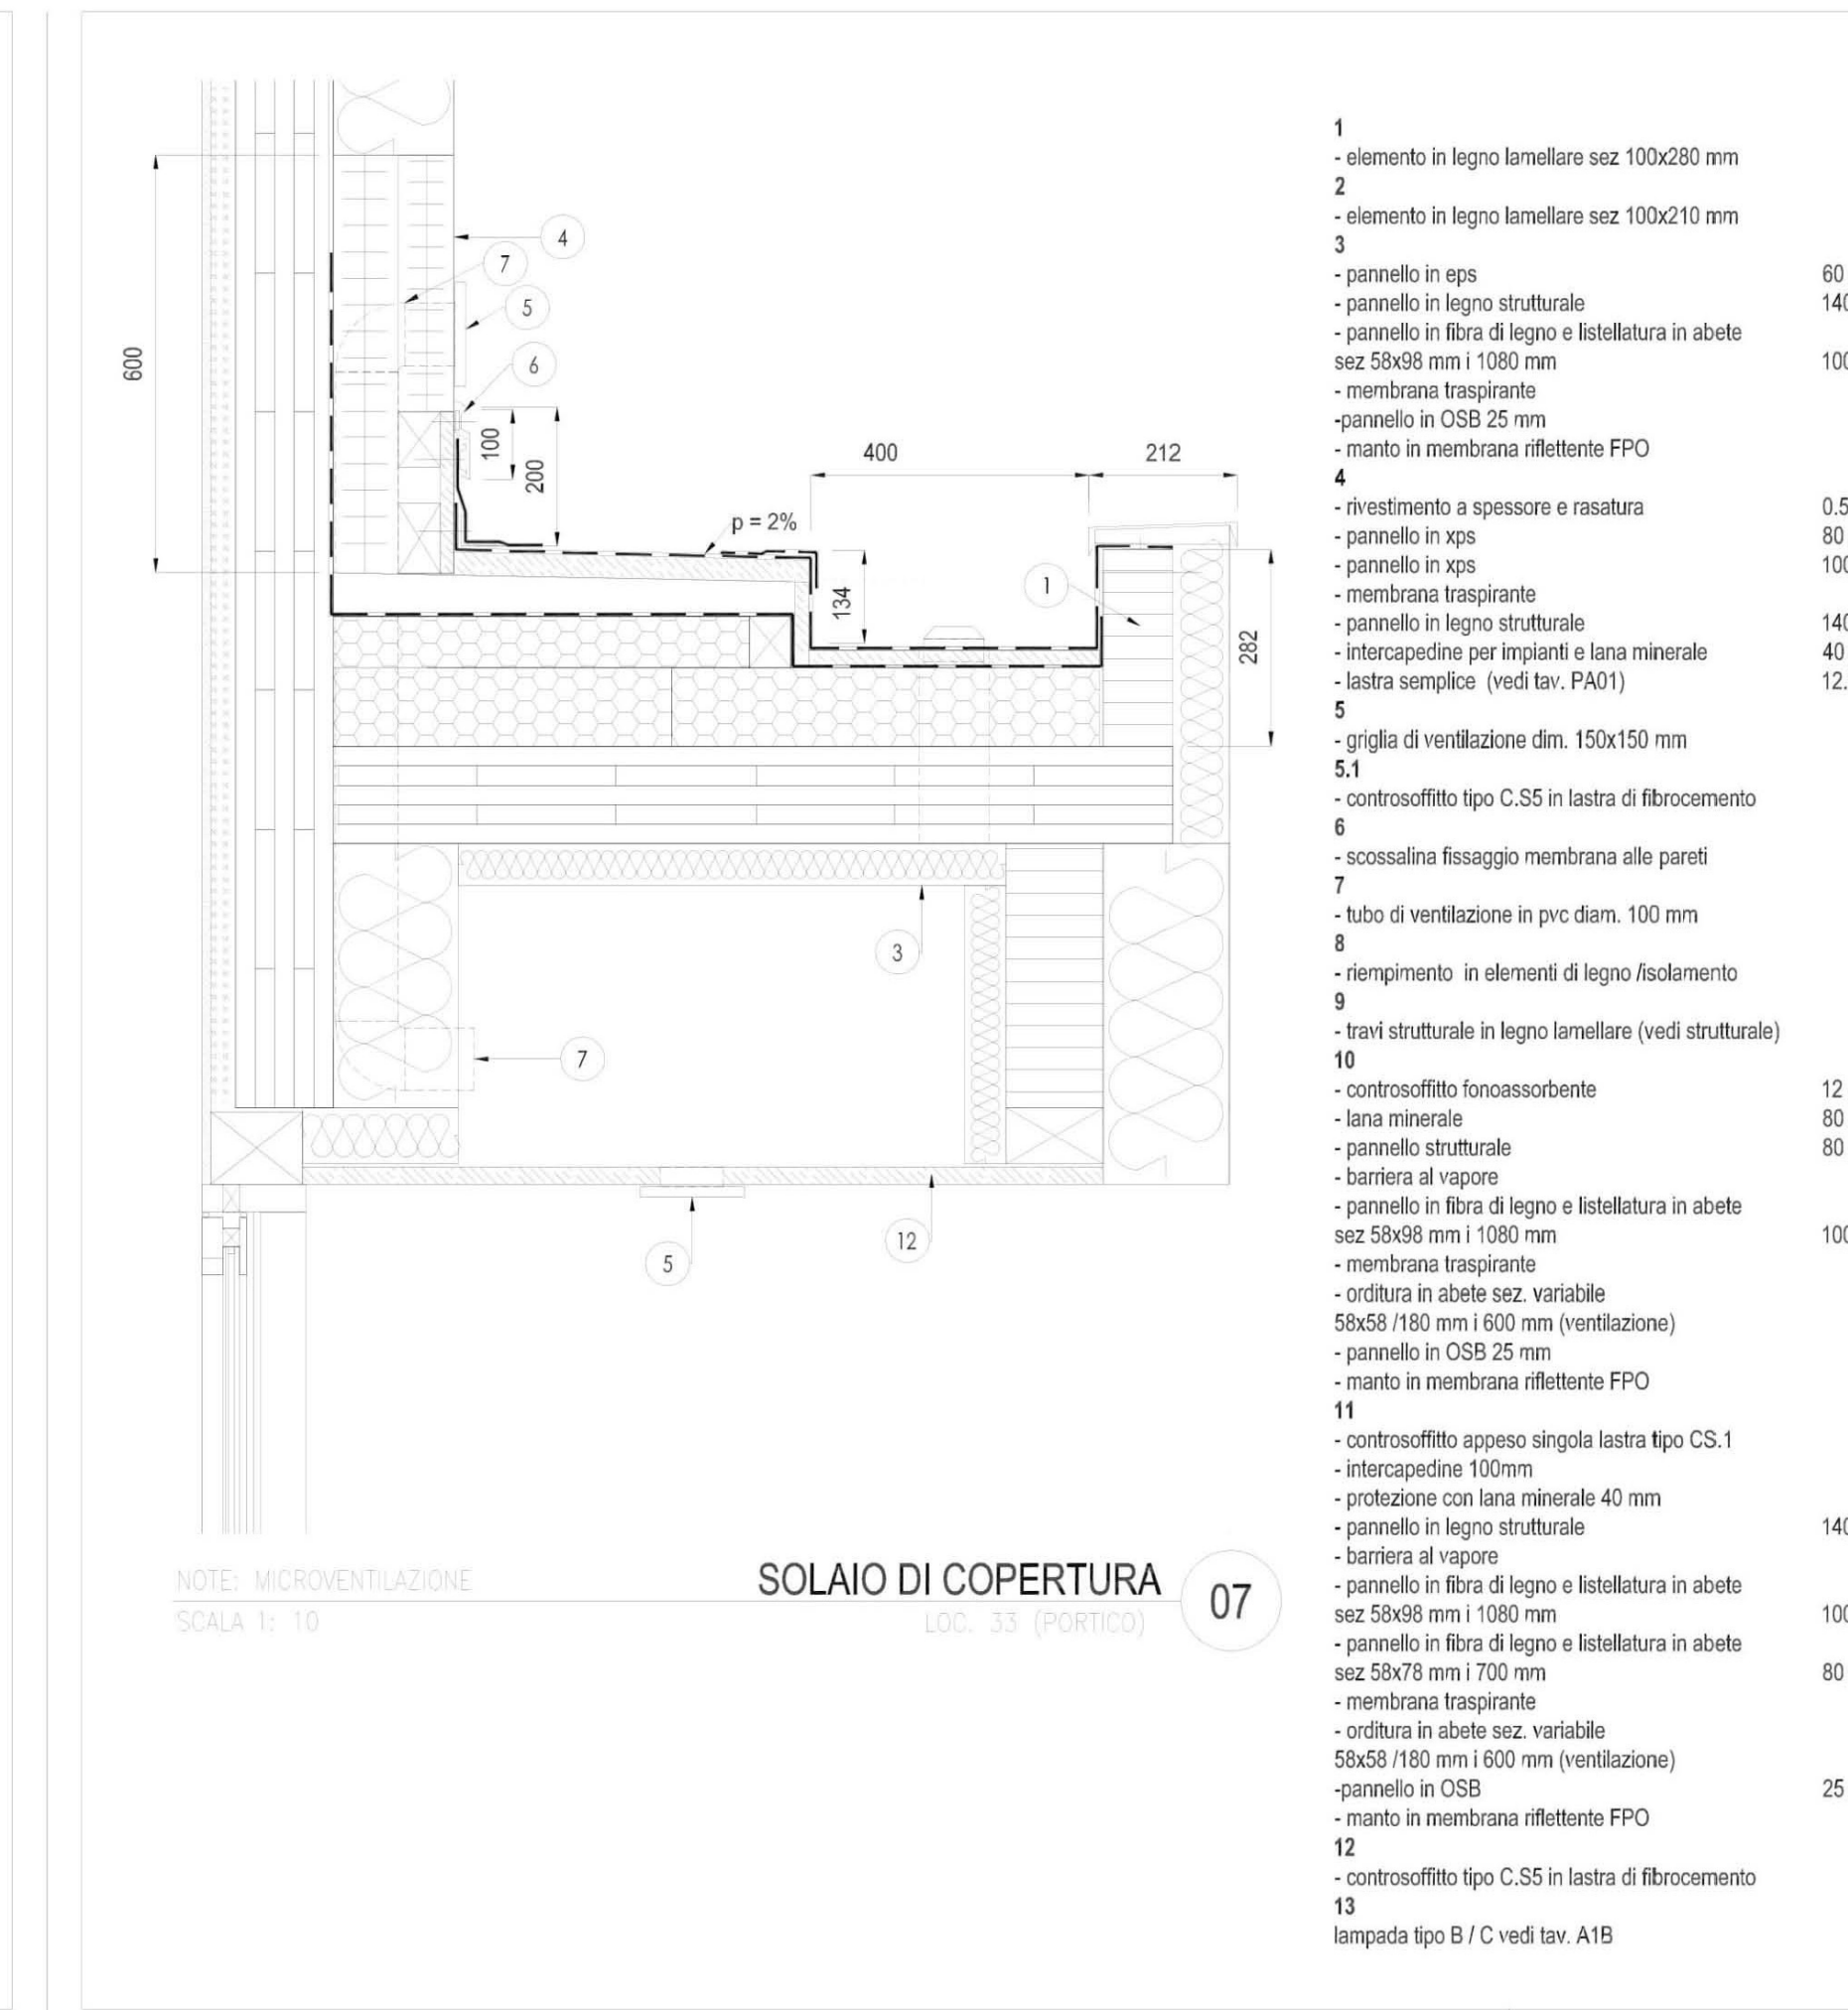 600
4
7
5
6
100
200
400
212
p = 2%
134
1
282
3
7
12
5
NOTE: MICROVENTILAZIONE
SCALA 1: 10
SOLAIO DI COPERTURA
LOC. 33 (PORTICO)
07
1
- elemento in legno lamellare sez 100x280 mm
2
- elemento in legno lamellare sez 100x210 mm
3
- pannello in eps 60
- pannello in legno strutturale 140
- pannello in fibra di legno e listellatura in abete
sez 58x98 mm i 1080 mm 100
- membrana traspirante
-pannello in OSB 25 mm
- manto in membrana riflettente FPO
4
- rivestimento a spessore e rasatura 0.5
- pannello in xps 80
- pannello in xps 100
- membrana traspirante
- pannello in legno strutturale 140
- intercapedine per impianti e lana minerale 40
- lastra semplice (vedi tav. PA01) 12.
5
- griglia di ventilazione dim. 150x150 mm
5.1
- controsoffitto tipo C.S5 in lastra di fibrocemento
6
- scossalina fissaggio membrana alle pareti
7
- tubo di ventilazione in pvc diam. 100 mm
8
- riempimento in elementi di legno /isolamento
9
- travi strutturale in legno lamellare (vedi strutturale)
10
- controsoffitto fonoassorbente 12
- lana minerale 80
- pannello strutturale 80
- barriera al vapore
- pannello in fibra di legno e listellatura in abete
sez 58x98 mm i 1080 mm 100
- membrana traspirante
- orditura in abete sez. variabile
58x58 /180 mm i 600 mm (ventilazione)
- pannello in OSB 25 mm
- manto in membrana riflettente FPO
11
- controsoffitto appeso singola lastra tipo CS.1
- intercapedine 100mm
- protezione con lana minerale 40 mm
- pannello in legno strutturale 140
- barriera al vapore
- pannello in fibra di legno e listellatura in abete
sez 58x98 mm i 1080 mm 100
- pannello in fibra di legno e listellatura in abete
sez 58x78 mm i 700 mm 80
- membrana traspirante
- orditura in abete sez. variabile
58x58 /180 mm i 600 mm (ventilazione)
-pannello in OSB 25
- manto in membrana riflettente FPO
12
- controsoffitto tipo C.S5 in lastra di fibrocemento
13
lampada tipo B / C vedi tav. A1B